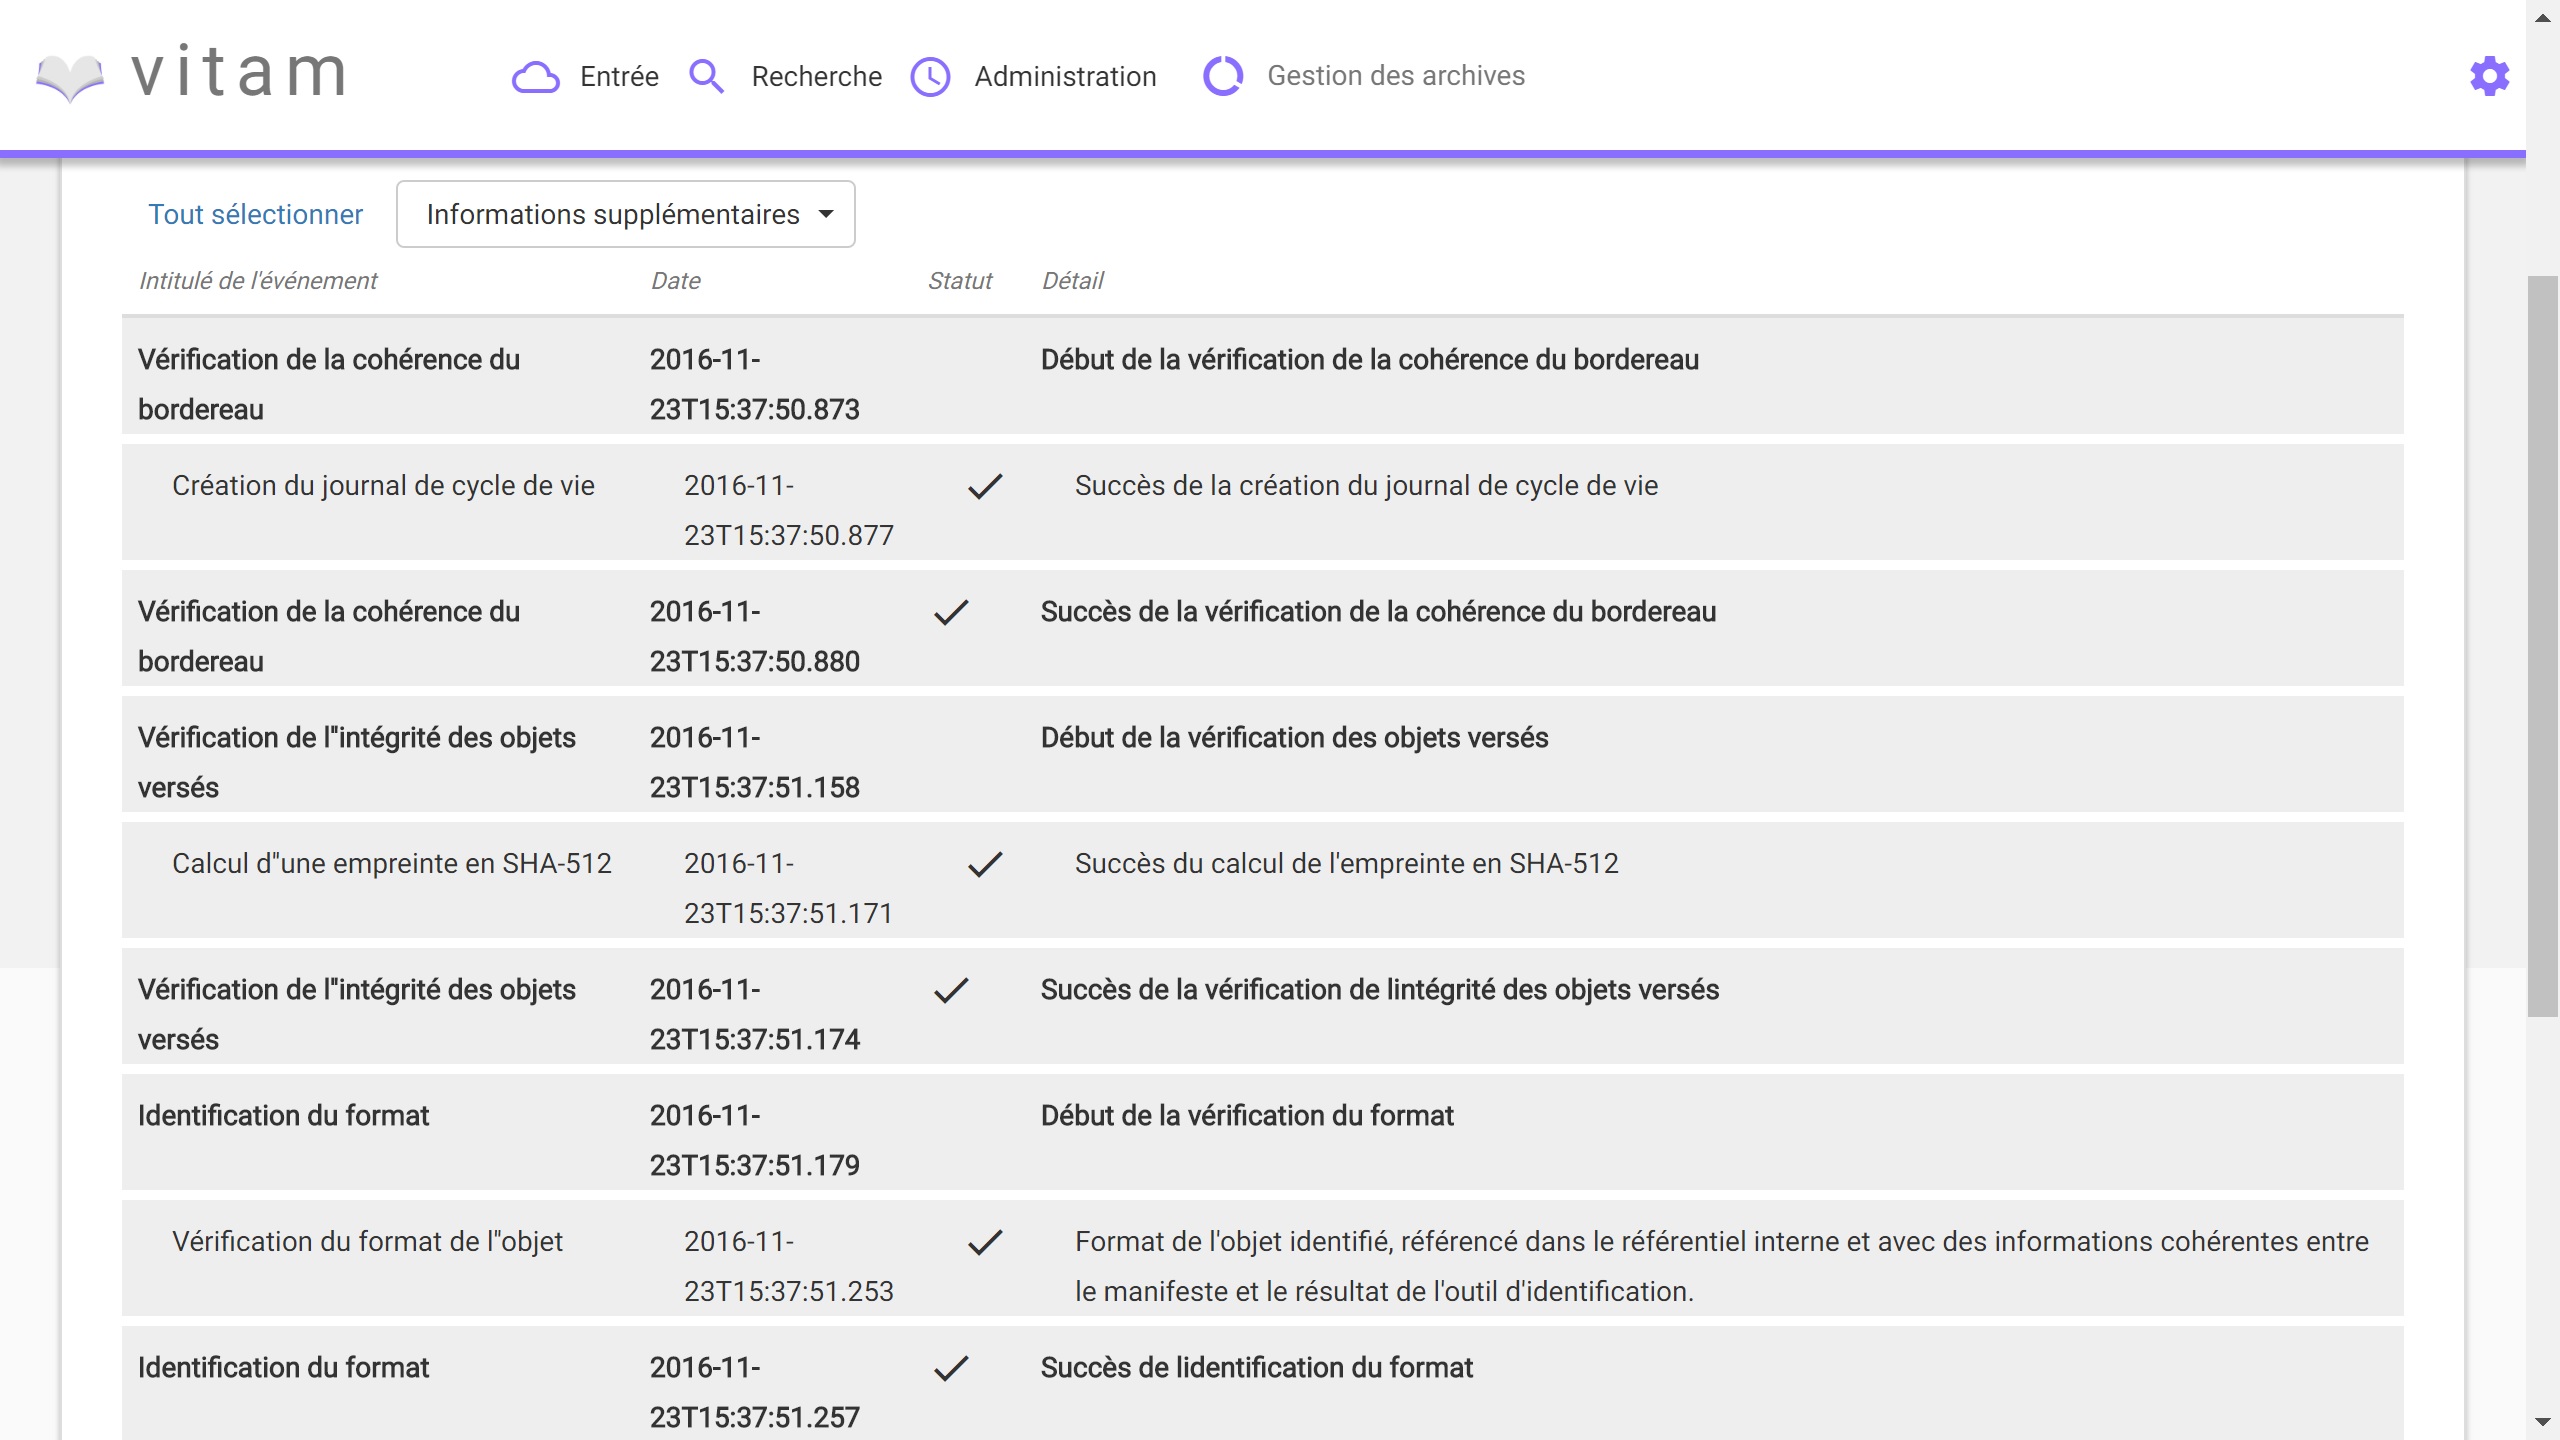 vitam
Entrée Recherche Administration Gestion des archives
Tout sélectionner Informations supplémentaires
Intitulé de l'événement Date Statut Détail
Vérification de la cohérence du 2016-11- Début de la vérification de la cohérence du bordereau
bordereau 23T15:37:50.873
Création du journal de cycle de vie 2016-11- Succès de la création du journal de cycle de vie
23T15:37:50.877
Vérification de la cohérence du 2016-11- Succès de la vérification de la cohérence du bordereau
bordereau 23T15:37:50.880
Vérification de l''intégrité des objets 2016-11- Début de la vérification des objets versés
versés 23T15:37:51.158
Calcul d''une empreinte en SHA-512 2016-11- Succès du calcul de l'empreinte en SHA-512
23T15:37:51.171
Vérification de l''intégrité des objets 2016-11- Succès de la vérification de lintégrité des objets versés
versés 23T15:37:51.174
Identification du format 2016-11- Début de la vérification du format
23T15:37:51.179
Vérification du format de l''objet 2016-11- Format de l'objet identifié, référencé dans le référentiel interne et avec des informations cohérentes entre
23T15:37:51.253 le manifeste et le résultat de l'outil d'identification.
Identification du format 2016-11- Succès de lidentification du format
23T15:37:51.257